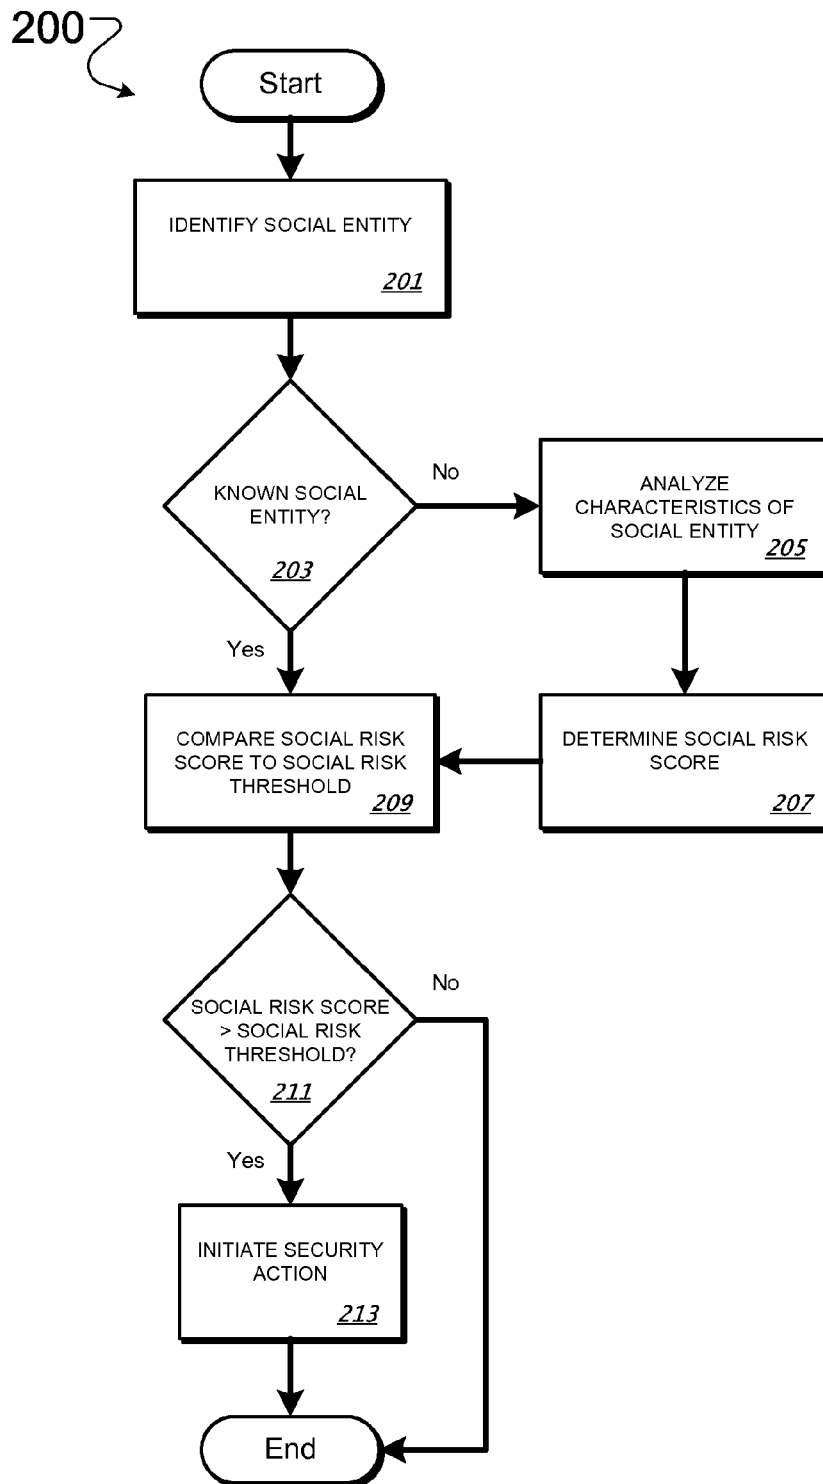 200
Start
IDENTIFY SOCIAL ENTITY
201
KNOWN SOCIAL
ENTITY?
203
No
ANALYZE
CHARACTERISTICS OF
SOCIAL ENTITY
205
Yes
COMPARE SOCIAL RISK
SCORE TO SOCIAL RISK
THRESHOLD
209
DETERMINE SOCIAL RISK
SCORE
207
SOCIAL RISK SCORE
> SOCIAL RISK
THRESHOLD?
211
No
Yes
INITIATE SECURITY
ACTION
213
End